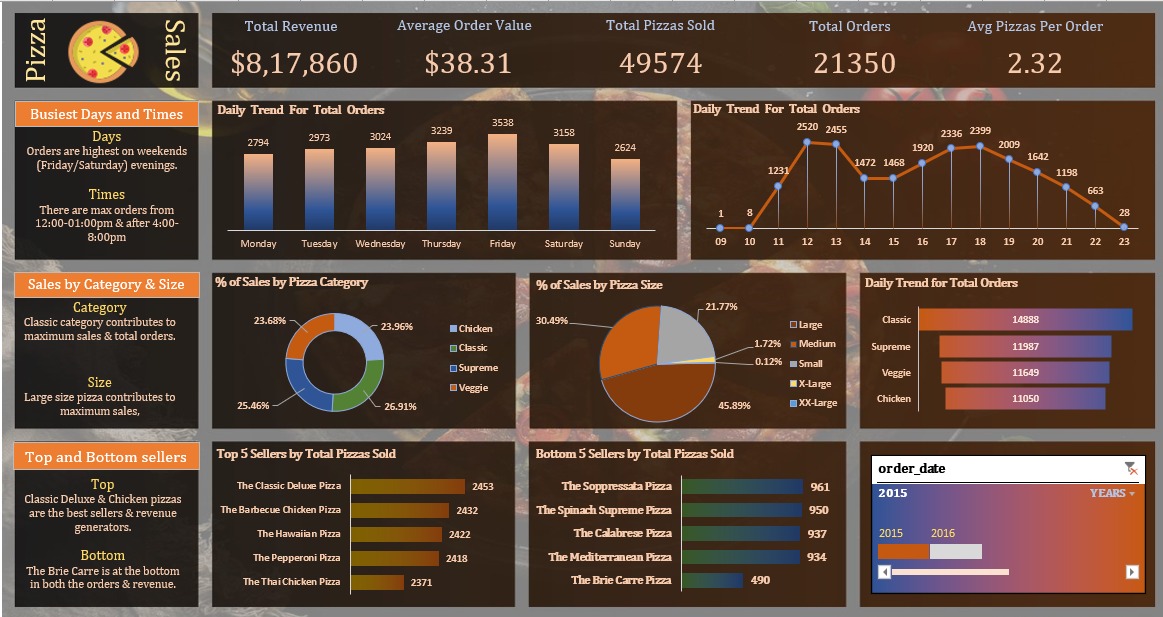 Pizza
Sales
Total Revenue
$8,17,860
Average Order Value
$38.31
Total Pizzas Sold
49574
Total Orders
21350
Avg Pizzas Per Order
2.32
Busiest Days and Times
Days
Orders are highest on weekends
(Friday/Saturday) evenings.
Times
There are max orders from
12:00-01:00pm & after 4:00-
8:00pm
Daily Trend For Total Orders
2794
2973
3024
3239
3538
3158
2624
Monday
Tuesday
Wednesday
Thursday
Friday
Saturday
Sunday
Daily Trend For Total Orders
1
8
1231
2520
2455
1472
1468
1920
2336
2399
2009
1642
1198
663
28
09
10
11
12
13
14
15
16
17
18
19
20
21
22
23
Sales by Category & Size
Category
Classic category contributes to
maximum sales & total orders.
Size
Large size pizza contributes to
maximum sales,
% of Sales by Pizza Category
23.68%
23.96%
25.46%
26.91%
Chicken
Classic
Supreme
Veggie
% of Sales by Pizza Size
30.49%
21.77%
1.72%
0.12%
45.89%
Large
Medium
Small
X-Large
XX-Large
Daily Trend for Total Orders
Classic 14888
Supreme 11987
Veggie 11649
Chicken 11050
Top and Bottom sellers
Top
Classic Deluxe & Chicken pizzas
are the best sellers & revenue
generators.
Bottom
The Brie Carre is at the bottom
in both the orders & revenue.
Top 5 Sellers by Total Pizzas Sold
The Classic Deluxe Pizza 2453
The Barbecue Chicken Pizza 2432
The Hawaiian Pizza 2422
The Pepperoni Pizza 2418
The Thai Chicken Pizza 2371
Bottom 5 Sellers by Total Pizzas Sold
The Soppressata Pizza 961
The Spinach Supreme Pizza 950
The Calabrese Pizza 937
The Mediterranean Pizza 934
The Brie Carre Pizza 490
order_date
2015 YEARS
2015 2016